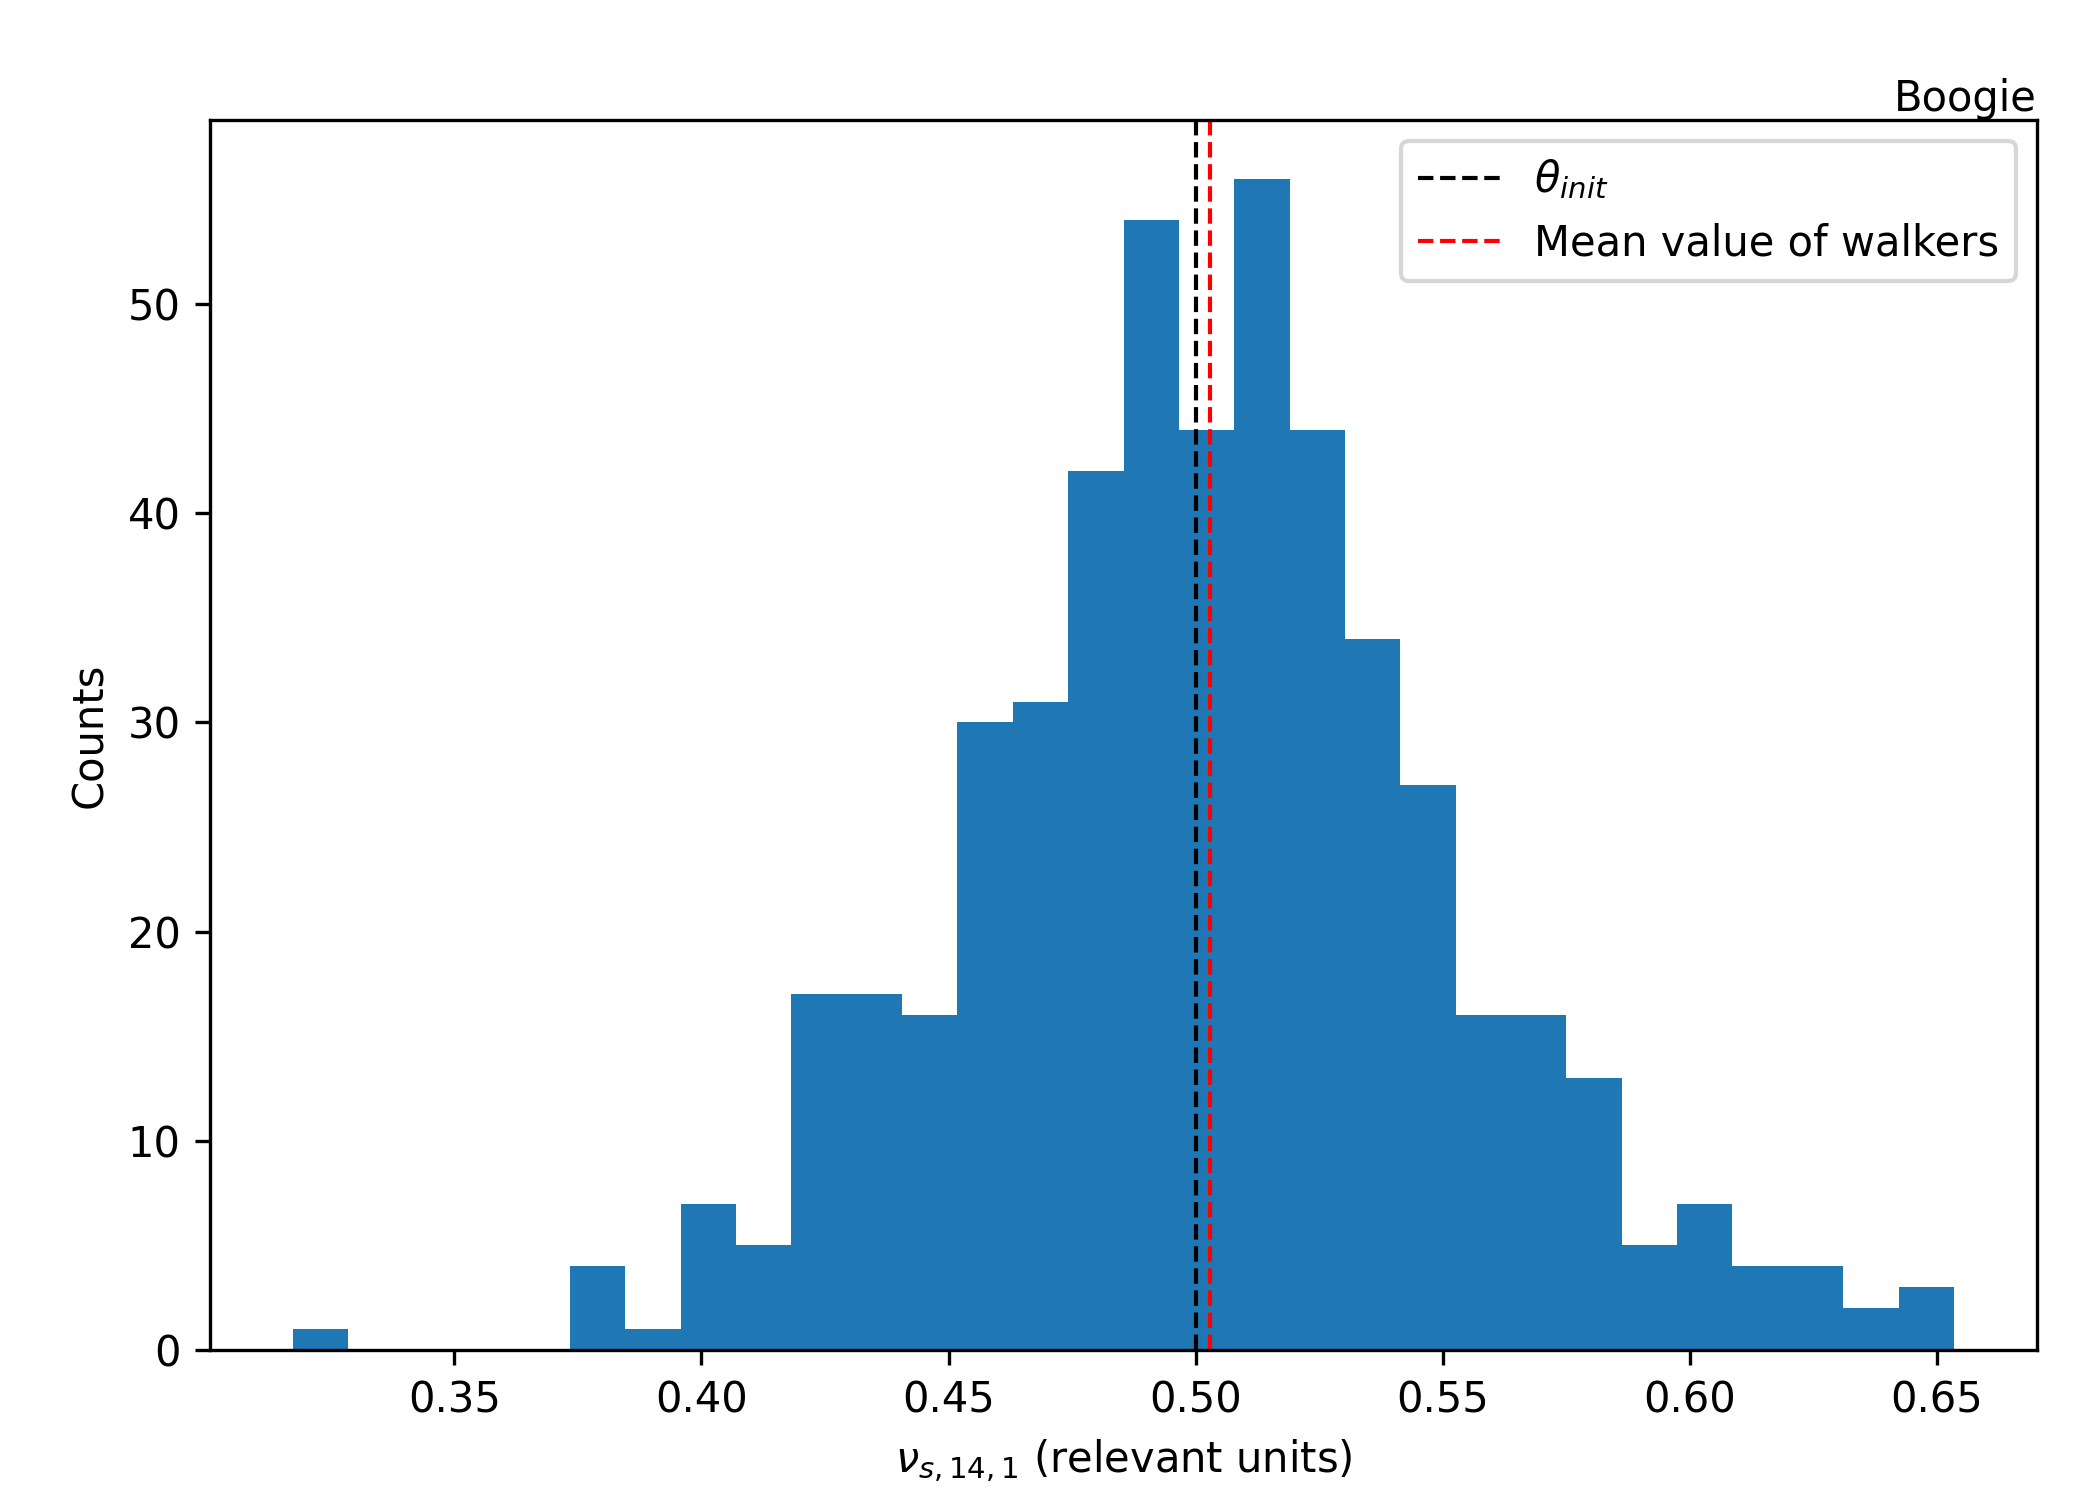 Boogie
θinit
Mean value of walkers
50
40
30
20
10
0
Counts
0.35 0.40 0.45 0.50 0.55 0.60 0.65
νs,14,1 (relevant units)